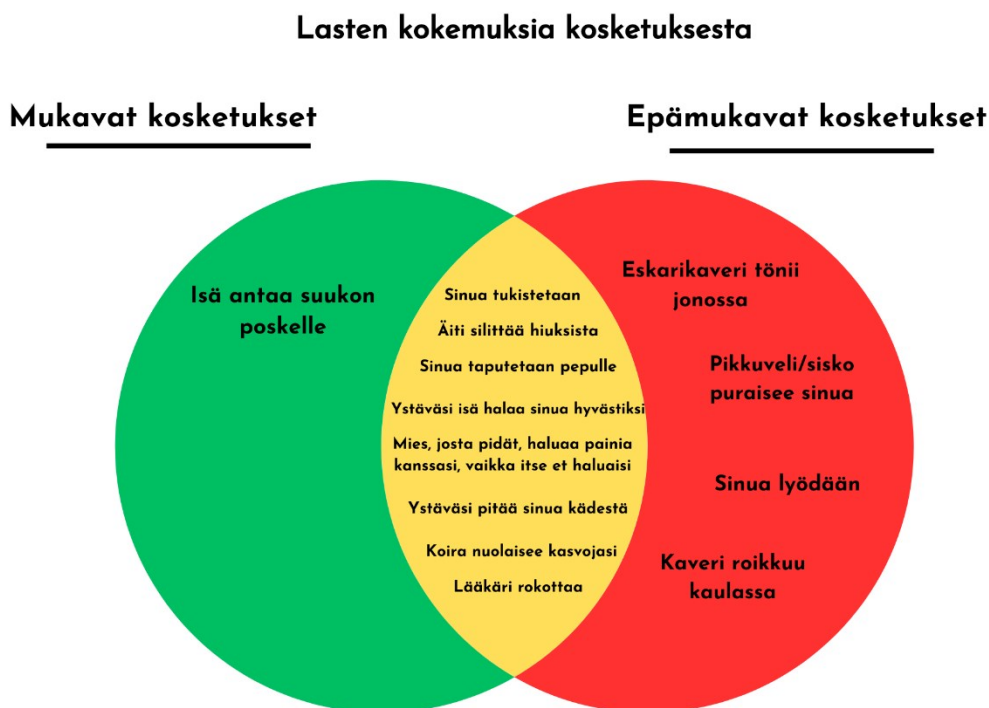 Lasten kokemuksia kosketuksesta
Mukavat kosketukset
Epämukavat kosketukset
Isä antaa suukon
poskelle
Sinua tukistetaan
Äiti silittää hiuksista
Sinua taputetaan pepulle
Ystäväsi isä halaa sinua hyvästiksi
Mies, josta pidät, haluaa painia
kanssasi, vaikka itse et haluaisi
Ystäväsi pitää sinua kädestä
Koira nuolaisee kasvojasi
Lääkäri rokottaa
Eskarikaveri tönii
jonossa
Pikkuveli/sisko
puraisee sinua
Sinua lyödään
Kaveri roikkuu
kaulassa